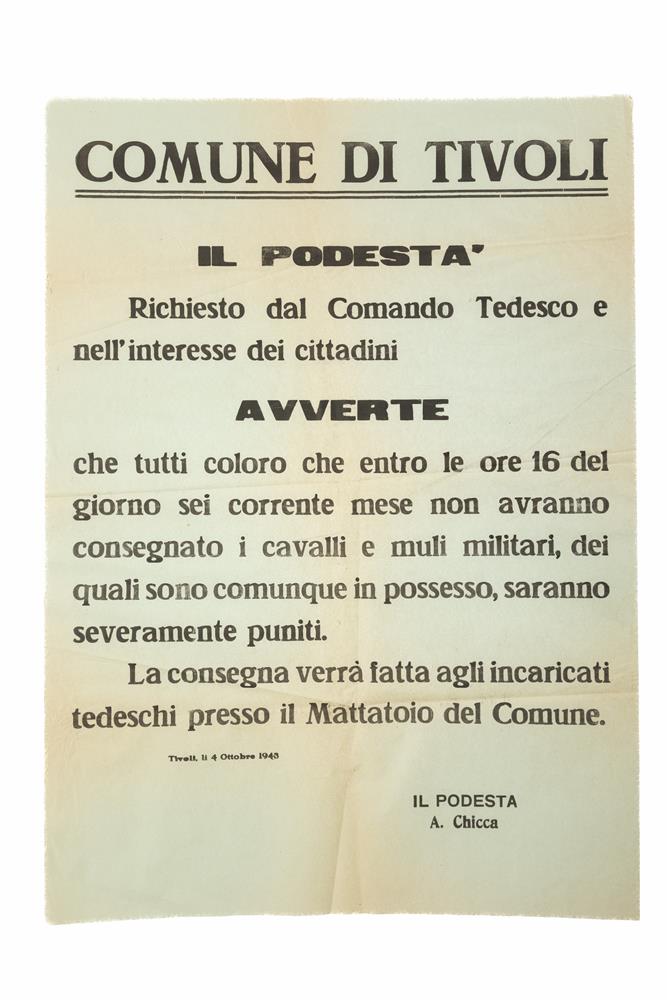 COMUNE DI TIVOLI
IL PODESTA'
Richiesto dal Comando Tedesco e
nell'interesse dei cittadini
AVVERTE
che tutti coloro che entro le ore 16 del
giorno sei corrente mese non avranno
consegnato i cavalli e muli militari, dei
quali sono comunque in possesso, saranno
severamente puniti.
La consegna verrà fatta agli incaricati
tedeschi presso il Mattatoio del Comune.
Tivoli, li 4 Ottobre 1943
IL PODESTA
A. Chicca